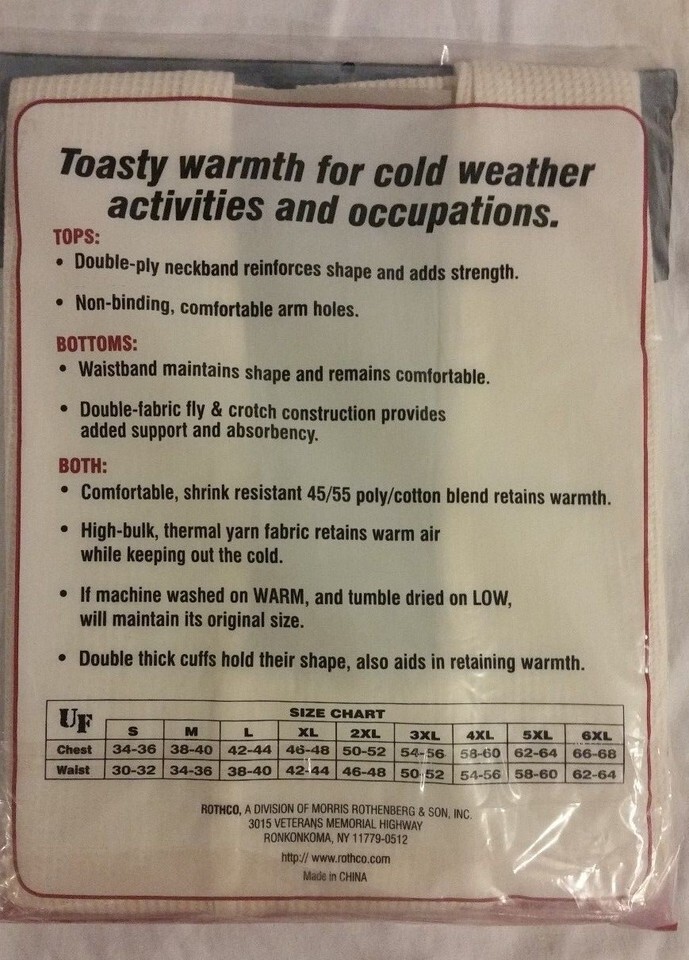 Toasty warmth for cold weather
activities and occupations.
TOPS:
• Double-ply neckband reinforces shape and adds strength.
• Non-binding, comfortable arm holes.
BOTTOMS:
• Waistband maintains shape and remains comfortable.
• Double-fabric fly & crotch construction provides
added support and absorbency.
BOTH:
• Comfortable, shrink resistant 45/55 poly/cotton blend retains warmth.
• High-bulk, thermal yarn fabric retains warm air
while keeping out the cold.
• If machine washed on WARM, and tumble dried on LOW,
will maintain its original size.
• Double thick cuffs hold their shape, also aids in retaining warmth.
UF SIZE CHART
S M L XL 2XL 3XL 4XL 5XL 6XL
Chest 34-36 38-40 42-44 46-48 50-52 54-56 58-60 62-64 66-68
Waist 30-32 34-36 38-40 42-44 46-48 50-52 54-56 58-60 62-64
ROTHCO, A DIVISION OF MORRIS ROTHENBERG & SON, INC.
3015 VETERANS MEMORIAL HIGHWAY
RONKONKOMA, NY 11779-0512
http:// www.rothco.com
Made in CHINA